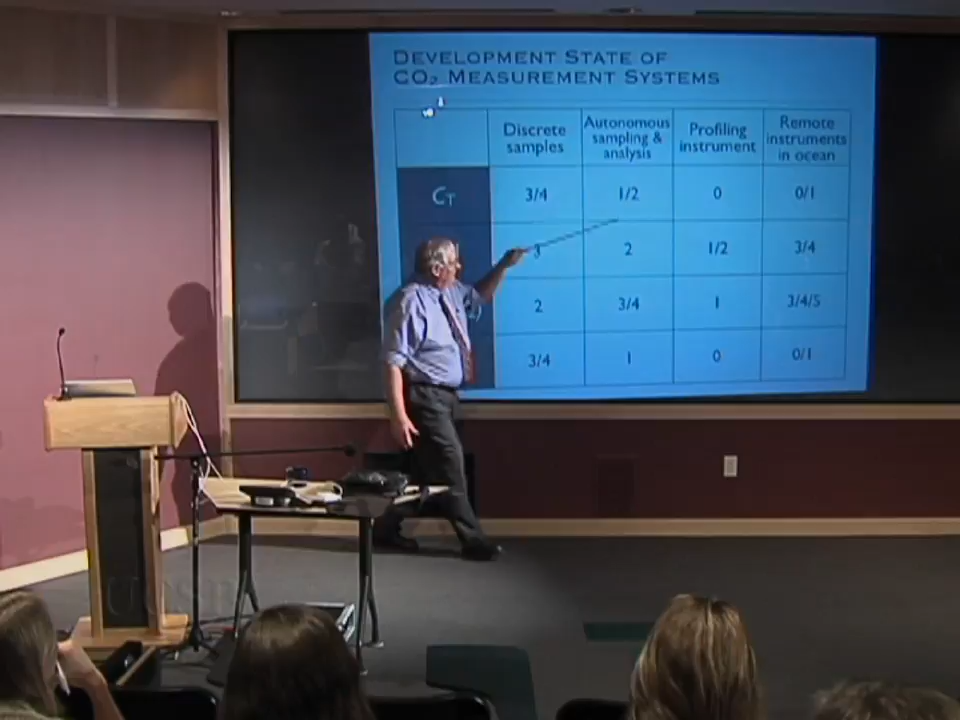 DEVELOPMENT STATE OF
CO₂ MEASUREMENT SYSTEMS
Discrete samples
Autonomous sampling & analysis
Profiling instrument
Remote instruments in ocean
CT
3/4
1/2
0
0/1
3
2
1/2
3/4
2
3/4
1
3/4/5
3/4
1
0
0/1